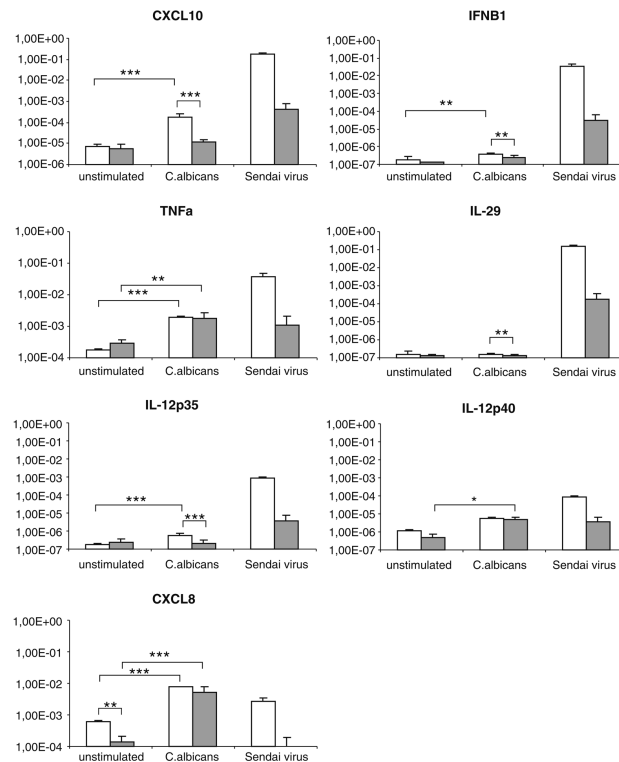 CXCL10
1,00E+00
1,00E-01
1,00E-02
1,00E-03
1,00E-04
1,00E-05
1,00E-06
***
***
unstimulated C.albicans Sendai virus
IFNB1
1,00E+00
1,00E-01
1,00E-02
1,00E-03
1,00E-04
1,00E-05
1,00E-06
1,00E-07
**
**
unstimulated C.albicans Sendai virus
TNFa
1,00E+00
1,00E-01
1,00E-02
1,00E-03
1,00E-04
**
***
unstimulated C.albicans Sendai virus
IL-29
1,00E+00
1,00E-01
1,00E-02
1,00E-03
1,00E-04
1,00E-05
1,00E-06
1,00E-07
**
unstimulated C.albicans Sendai virus
IL-12p35
1,00E+00
1,00E-01
1,00E-02
1,00E-03
1,00E-04
1,00E-05
1,00E-06
1,00E-07
***
***
unstimulated C.albicans Sendai virus
IL-12p40
1,00E+00
1,00E-01
1,00E-02
1,00E-03
1,00E-04
1,00E-05
1,00E-06
1,00E-07
*
unstimulated C.albicans Sendai virus
CXCL8
1,00E+00
1,00E-01
1,00E-02
1,00E-03
1,00E-04
***
***
**
unstimulated C.albicans Sendai virus